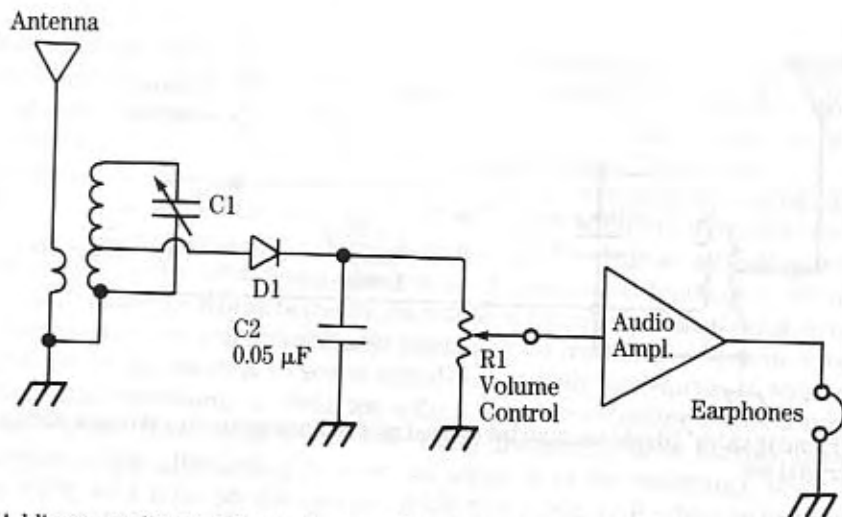 Antenna
C1
D1
C2
0.05 μF
R1
Volume
Control
Audio
Ampl.
Earphones